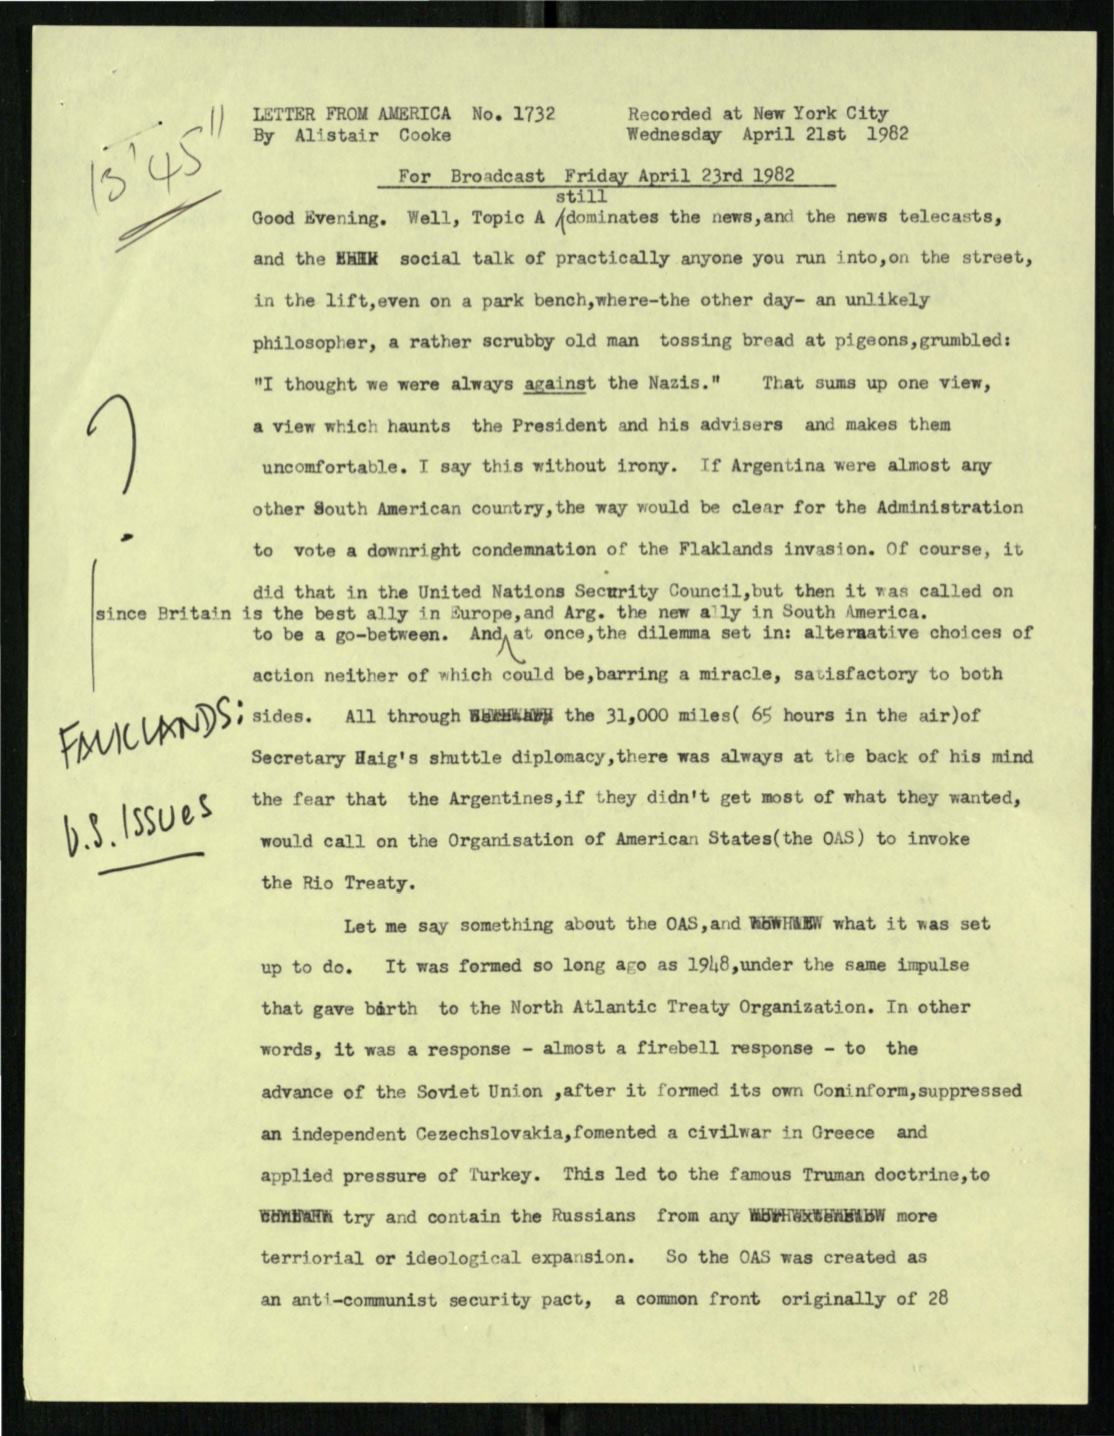 13'45"
LETTER FROM AMERICA No. 1732 Recorded at New York City
By Alistair Cooke Wednesday April 21st 1982
For Broadcast Friday April 23rd 1982
still
Good Evening. Well, Topic A dominates the news,and the news telecasts,
and the social talk of practically anyone you run into,on the street,
in the lift,even on a park bench,where-the other day- an unlikely
philosopher, a rather scrubby old man tossing bread at pigeons,grumbled:
"I thought we were always against the Nazis." That sums up one view,
a view which haunts the President and his advisers and makes them
uncomfortable. I say this without irony. If Argentina were almost any
other South American country,the way would be clear for the Administration
to vote a downright condemnation of the Flaklands invasion. Of course, it
did that in the United Nations Security Council,but then it was called on
since Britain is the best ally in Europe,and Arg. the new ally in South America.
to be a go-between. And at once,the dilemma set in: alternative choices of
action neither of which could be,barring a miracle, satisfactory to both
FALKLANDS: sides. All through the 31,000 miles( 65 hours in the air)of
Secretary Haig's shuttle diplomacy,there was always at the back of his mind
U.S. ISSUES the fear that the Argentines,if they didn't get most of what they wanted,
would call on the Organisation of American States(the OAS) to invoke
the Rio Treaty.
Let me say something about the OAS,and what it was set
up to do. It was formed so long ago as 1948,under the same impulse
that gave birth to the North Atlantic Treaty Organization. In other
words, it was a response - almost a firebell response - to the
advance of the Soviet Union ,after it formed its own Coninform,suppressed
an independent Cezechslovakia,fomented a civilwar in Greece and
applied pressure of Turkey. This led to the famous Truman doctrine,to
try and contain the Russians from any more
terriorial or ideological expansion. So the OAS was created as
an anti-communist security pact, a common front originally of 28